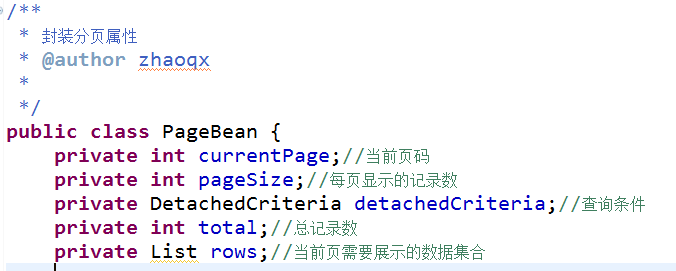 /**
 * 封装分页属性
 * @author zhaoqx
 *
 */
public class PageBean {
    private int currentPage;//当前页码
    private int pageSize;//每页显示的记录数
    private DetachedCriteria detachedCriteria;//查询条件
    private int total;//总记录数
    private List rows;//当前页需要展示的数据集合